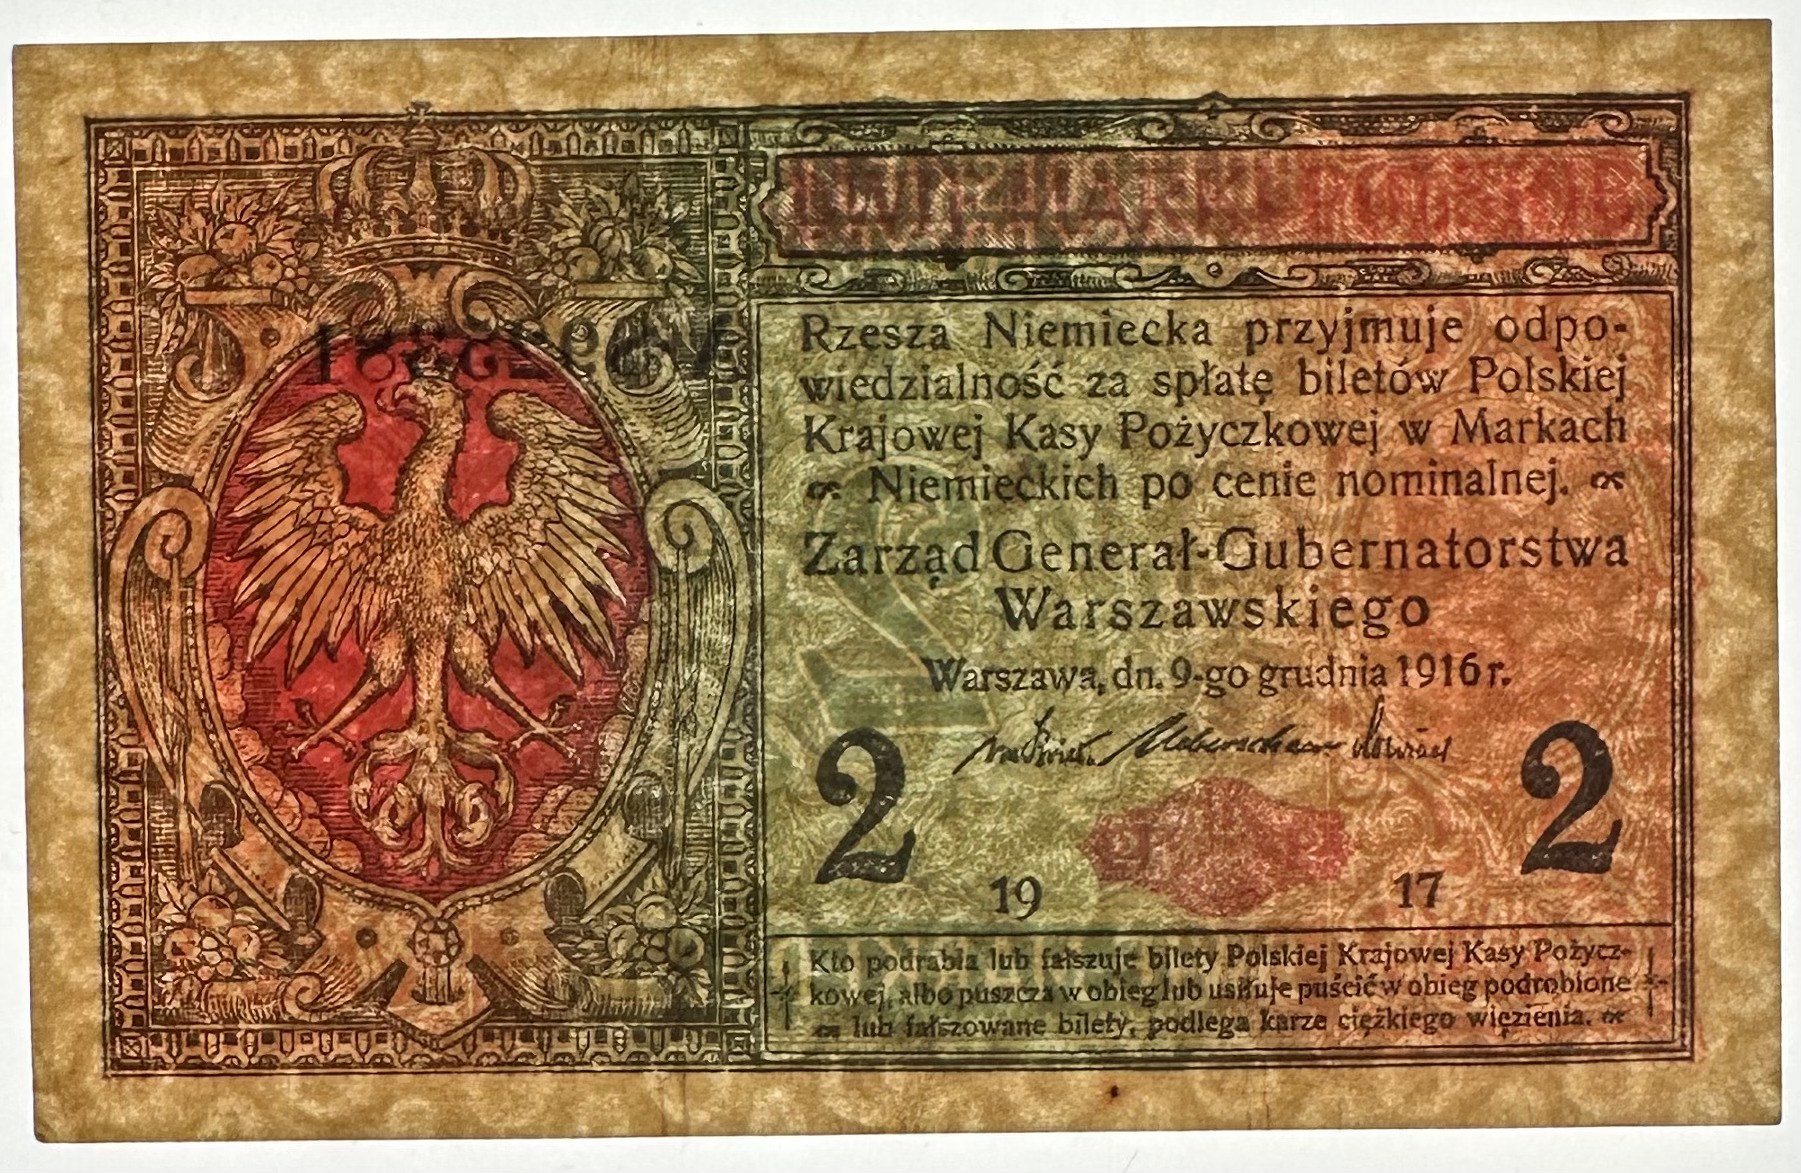 Rzesza Niemiecka przyjmuje odpo-
wiedzialność za spłatę biletów Polskiej
Krajowej Kasy Pożyczkowej w Markach
Niemieckich po cenie nominalnej.
Zarząd Generał-Gubernatorstwa
Warszawskiego
Warszawa, dn. 9-go grudnia 1916 r.
2 2
19 17
Kto podrabia lub fałszuje bilety Polskiej Krajowej Kasy Pożycz-
kowej, albo puszcza w obieg lub usiłuje puścić w obieg podrobione
lub fałszowane bilety, podlega karze ciężkiego więzienia.